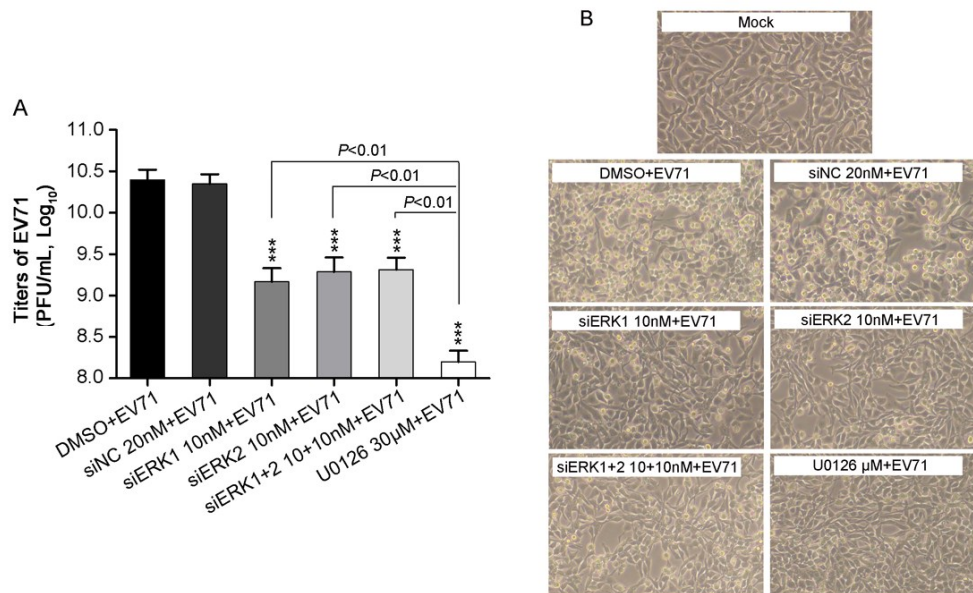 A
Titers of EV71
(PFU/mL, Log10)
11.0
10.5
10.0
9.5
9.0
8.5
8.0
P<0.01
P<0.01
P<0.01
***
***
***
***
DMSO+EV71
siNC 20nM+EV71
siERK1 10nM+EV71
siERK2 10nM+EV71
siERK1+2 10+10nM+EV71
U0126 30µM+EV71
B
Mock
DMSO+EV71
siNC 20nM+EV71
siERK1 10nM+EV71
siERK2 10nM+EV71
siERK1+2 10+10nM+EV71
U0126 µM+EV71